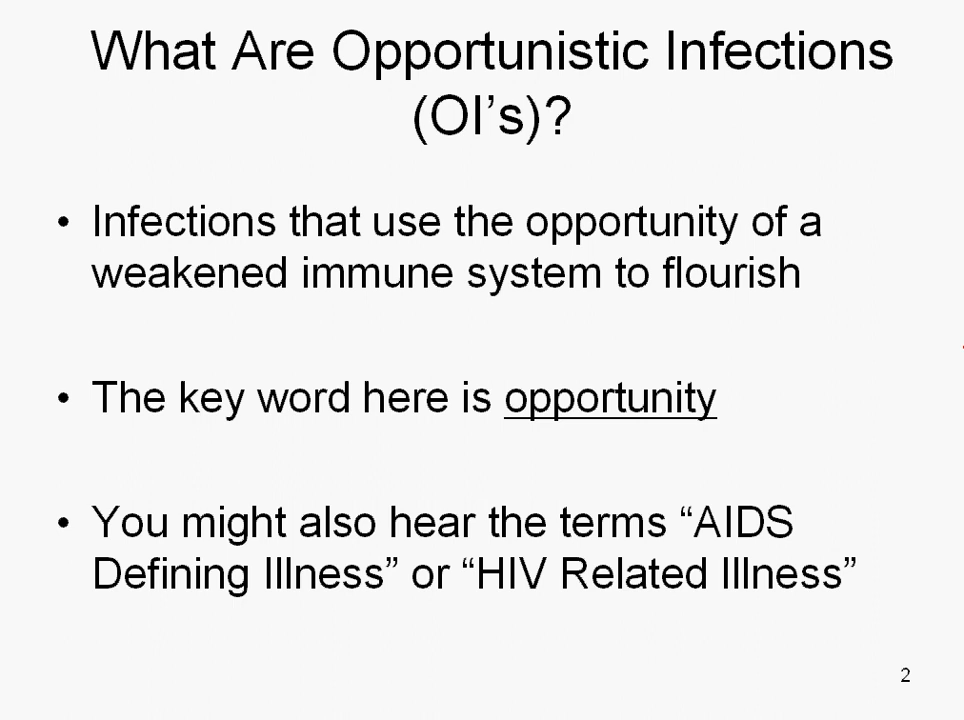 What Are Opportunistic Infections
(OI’s)?
• Infections that use the opportunity of a
weakened immune system to flourish
• The key word here is opportunity
• You might also hear the terms “AIDS
Defining Illness” or “HIV Related Illness”
2